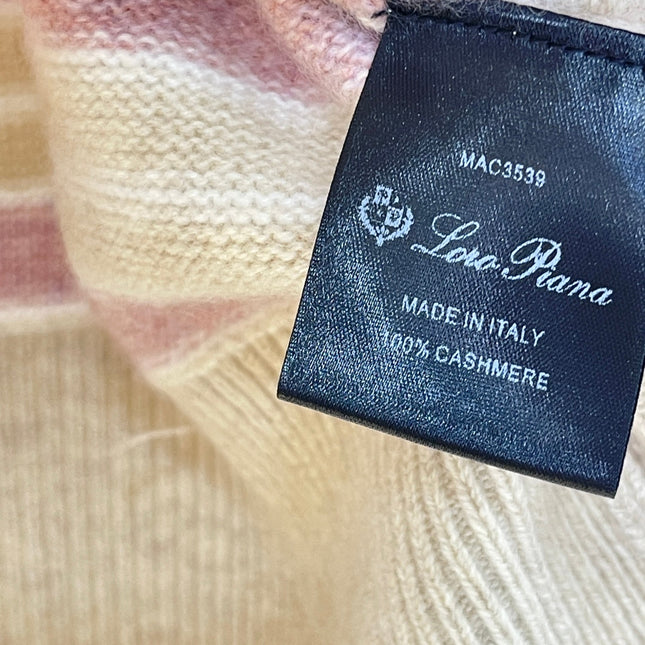 MAC3539
Loro Piana
MADE IN ITALY
100% CASHMERE